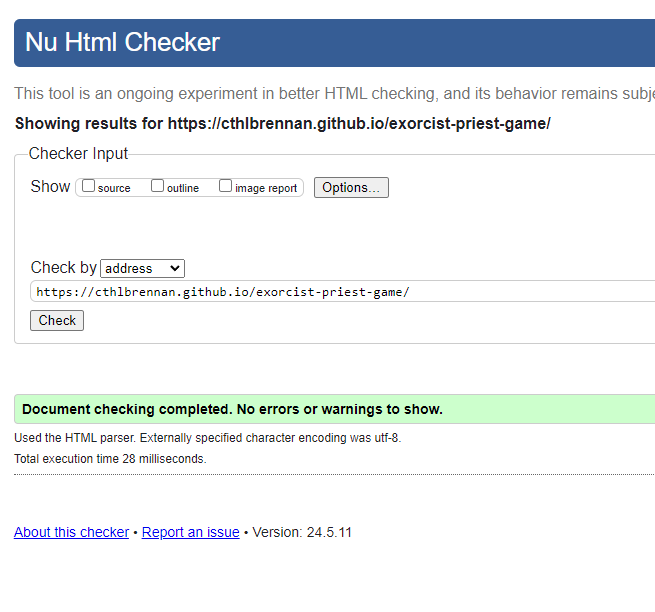 Nu Html Checker
This tool is an ongoing experiment in better HTML checking, and its behavior remains subje
Showing results for https://cthlbrennan.github.io/exorcist-priest-game/
Checker Input
Show source outline image report Options...
Check by address
https://cthlbrennan.github.io/exorcist-priest-game/
Check
Document checking completed. No errors or warnings to show.
Used the HTML parser. Externally specified character encoding was utf-8.
Total execution time 28 milliseconds.
About this checker • Report an issue • Version: 24.5.11